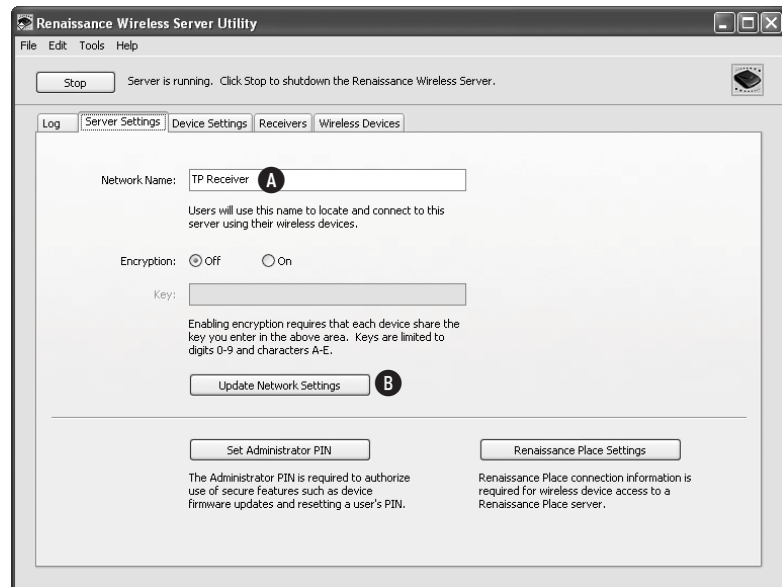 Renaissance Wireless Server Utility
File Edit Tools Help
Stop Server is running. Click Stop to shutdown the Renaissance Wireless Server.
Log Server Settings Device Settings Receivers Wireless Devices
Network Name: TP Receiver A
Users will use this name to locate and connect to this
server using their wireless devices.
Encryption: Off On
Key:
Enabling encryption requires that each device share the
key you enter in the above area. Keys are limited to
digits 0-9 and characters A-E.
Update Network Settings B
Set Administrator PIN
The Administrator PIN is required to authorize
use of secure features such as device
firmware updates and resetting a user's PIN.
Renaissance Place Settings
Renaissance Place connection information is
required for wireless device access to a
Renaissance Place server.